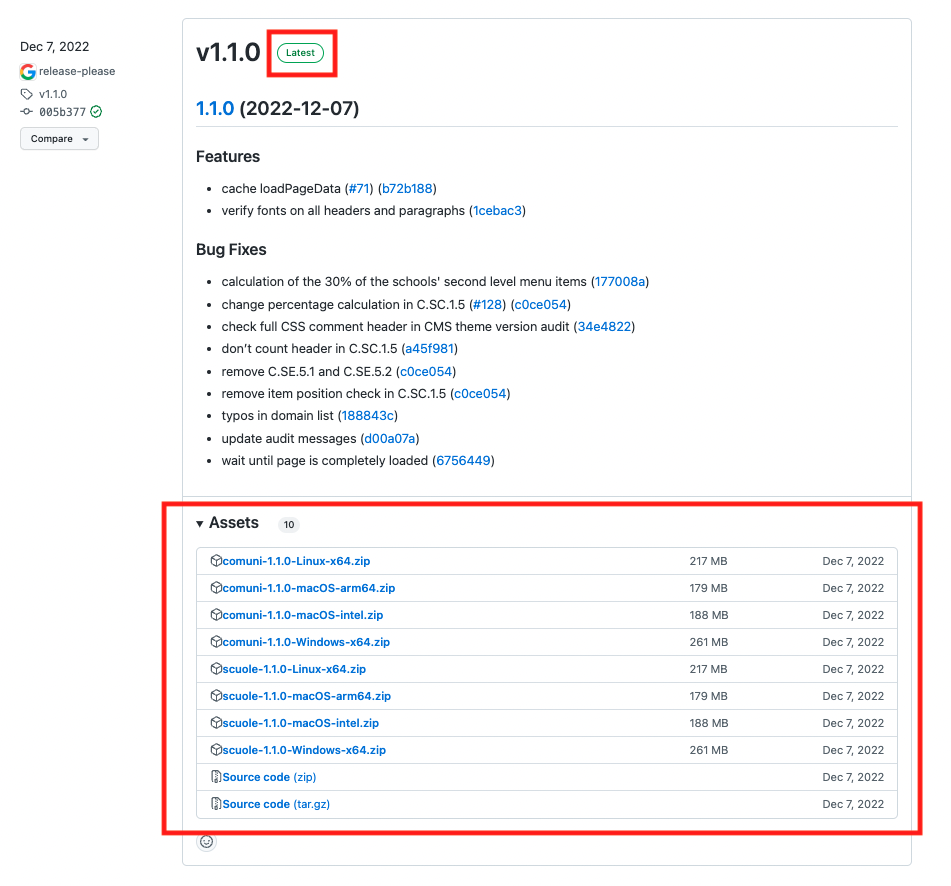 Dec 7, 2022
release-please
v1.1.0
005b377
Compare
v1.1.0 Latest
1.1.0 (2022-12-07)
Features
cache loadPageData (#71) (b72b188)
verify fonts on all headers and paragraphs (1cebac3)
Bug Fixes
calculation of the 30% of the schools' second level menu items (177008a)
change percentage calculation in C.SC.1.5 (#128) (c0ce054)
check full CSS comment header in CMS theme version audit (34e4822)
don't count header in C.SC.1.5 (a45f981)
remove C.SE.5.1 and C.SE.5.2 (c0ce054)
remove item position check in C.SC.1.5 (c0ce054)
typos in domain list (188843c)
update audit messages (d00a07a)
wait until page is completely loaded (6756449)
Assets 10
comuni-1.1.0-Linux-x64.zip 217 MB Dec 7, 2022
comuni-1.1.0-macOS-arm64.zip 179 MB Dec 7, 2022
comuni-1.1.0-macOS-intel.zip 188 MB Dec 7, 2022
comuni-1.1.0-Windows-x64.zip 261 MB Dec 7, 2022
scuole-1.1.0-Linux-x64.zip 217 MB Dec 7, 2022
scuole-1.1.0-macOS-arm64.zip 179 MB Dec 7, 2022
scuole-1.1.0-macOS-intel.zip 188 MB Dec 7, 2022
scuole-1.1.0-Windows-x64.zip 261 MB Dec 7, 2022
Source code (zip) Dec 7, 2022
Source code (tar.gz) Dec 7, 2022